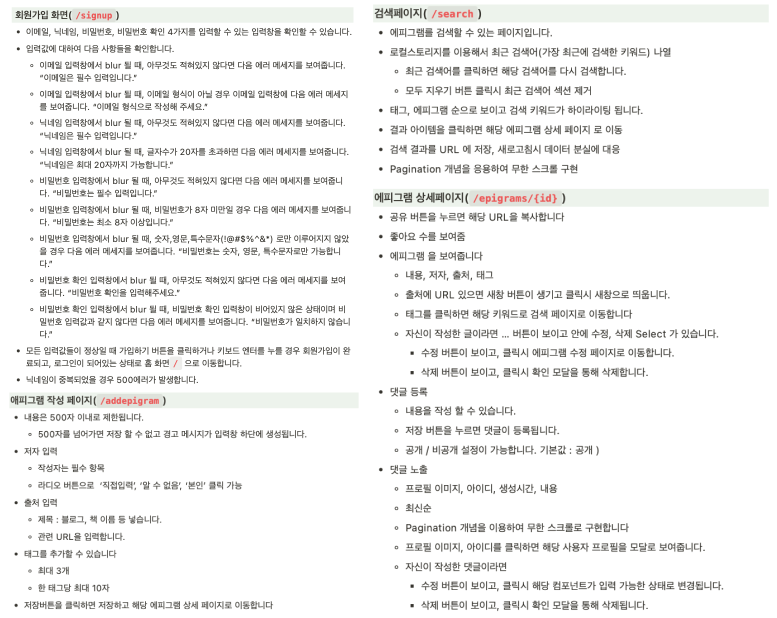 회원가입 화면( /signup )
이메일, 닉네임, 비밀번호, 비밀번호 확인 4가지를 입력할 수 있는 입력창을 확인할 수 있습니다.
입력값에 대하여 다음 사항들을 확인합니다.
이메일 입력창에서 blur 될 때, 아무것도 적혀있지 않다면 다음 에러 메세지를 보여줍니다.
“이메일은 필수 입력입니다.”
이메일 입력창에서 blur 될 때, 이메일 형식이 아닐 경우 이메일 입력창에 다음 에러 메세지
를 보여줍니다. “이메일 형식으로 작성해 주세요.”
닉네임 입력창에서 blur 될 때, 아무것도 적혀있지 않다면 다음 에러 메세지를 보여줍니다.
“닉네임은 필수 입력입니다.”
닉네임 입력창에서 blur 될 때, 글자수가 20자를 초과하면 다음 에러 메세지를 보여줍니다.
“닉네임은 최대 20자까지 가능합니다.”
비밀번호 입력창에서 blur 될 때, 아무것도 적혀있지 않다면 다음 에러 메세지를 보여줍니
다. “비밀번호는 필수 입력입니다.”
비밀번호 입력창에서 blur 될 때, 비밀번호가 8자 미만일 경우 다음 에러 메세지를 보여줍니
다. “비밀번호는 최소 8자 이상입니다.”
비밀번호 입력창에서 blur 될 때, 숫자,영문,특수문자(!@#$%^&*) 로만 이루어지지 않았
을 경우 다음 에러 메세지를 보여줍니다. “비밀번호는 숫자, 영문, 특수문자로만 가능합니
다.”
비밀번호 확인 입력창에서 blur 될 때, 아무것도 적혀있지 않다면 다음 에러 메세지를 보여
줍니다. “비밀번호 확인을 입력해주세요.”
비밀번호 확인 입력창에서 blur 될 때, 비밀번호 확인 입력창이 비어있지 않은 상태이며 비
밀번호 입력값과 같지 않다면 다음 에러 메세지를 보여줍니다. “비밀번호가 일치하지 않습니
다.”
모든 입력값들이 정상일 때 가입하기 버튼을 클릭하거나 키보드 엔터를 누를 경우 회원가입이 완
료되고, 로그인이 되어있는 상태로 홈 화면 / 으로 이동합니다.
닉네임이 중복되었을 경우 500에러가 발생합니다.
애피그램 작성 페이지( /addepigram )
내용은 500자 이내로 제한됩니다.
500자를 넘어가면 저장 할 수 없고 경고 메시지가 입력창 하단에 생성됩니다.
저자 입력
작성자는 필수 항목
라디오 버튼으로 ‘직접입력’, ‘알 수 없음’, ‘본인’ 클릭 가능
출처 입력
제목 : 블로그, 책 이름 등 넣습니다.
관련 URL을 입력합니다.
태그를 추가할 수 있습니다
최대 3개
한 태그당 최대 10자
저장버튼을 클릭하면 저장하고 해당 에피그램 상세 페이지로 이동합니다
검색페이지( /search )
에피그램를 검색할 수 있는 페이지입니다.
로컬스토리지를 이용해서 최근 검색어(가장 최근에 검색한 키워드) 나열
최근 검색어를 클릭하면 해당 검색어를 다시 검색합니다.
모두 지우기 버튼 클릭시 최근 검색어 섹션 제거
태그, 에피그램 순으로 보이고 검색 키워드가 하이라이팅 됩니다.
결과 아이템을 클릭하면 해당 에피그램 상세 페이지 로 이동
검색 결과를 URL 에 저장, 새로고침시 데이터 분실에 대응
Pagination 개념을 응용하여 무한 스크롤 구현
에피그램 상세페이지( /epigrams/{id} )
공유 버튼을 누르면 해당 URL을 복사합니다
좋아요 수를 보여줌
에피그램 을 보여줍니다
내용, 저자, 출처, 태그
출처에 URL 있으면 새창 버튼이 생기고 클릭시 새창으로 띄웁니다.
태그를 클릭하면 해당 키워드로 검색 페이지로 이동합니다
자신이 작성한 글이라면 … 버튼이 보이고 안에 수정, 삭제 Select 가 있습니다.
수정 버튼이 보이고, 클릭시 에피그램 수정 페이지로 이동합니다.
삭제 버튼이 보이고, 클릭시 확인 모달을 통해 삭제합니다.
댓글 등록
내용을 작성 할 수 있습니다.
저장 버튼을 누르면 댓글이 등록됩니다.
공개 / 비공개 설정이 가능합니다. 기본값 : 공개 )
댓글 노출
프로필 이미지, 아이디, 생성시간, 내용
최신순
Pagination 개념을 이용하여 무한 스크롤로 구현합니다
프로필 이미지, 아이디를 클릭하면 해당 사용자 프로필을 모달로 보여줍니다.
자신이 작성한 댓글이라면
수정 버튼이 보이고, 클릭시 해당 컴포넌트가 입력 가능한 상태로 변경됩니다.
삭제 버튼이 보이고, 클릭시 확인 모달을 통해 삭제됩니다.